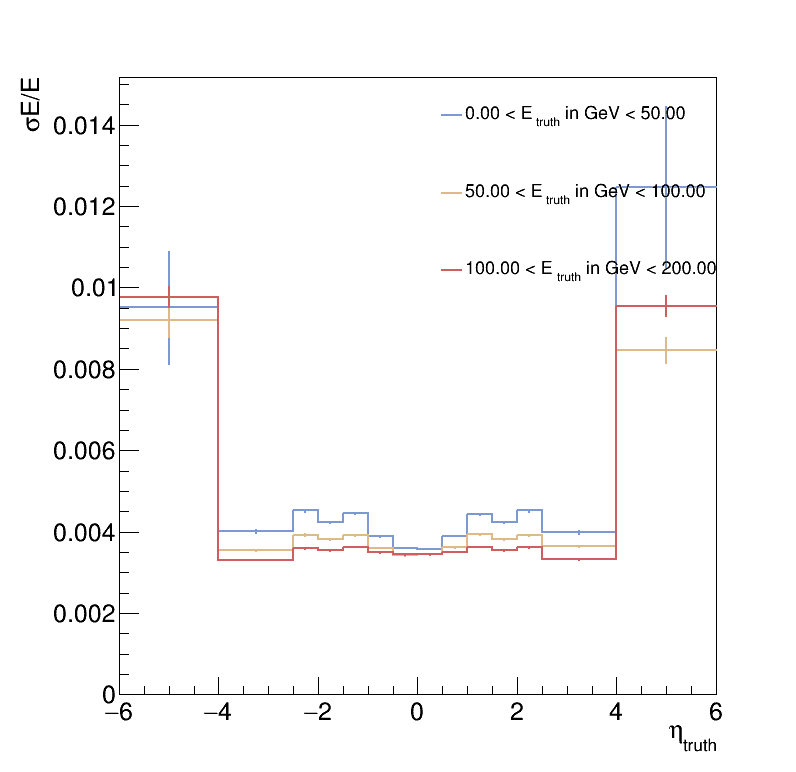 σE/E
0.014
0.012
0.01
0.008
0.006
0.004
0.002
0
0.00 < E truth in GeV < 50.00
50.00 < E truth in GeV < 100.00
100.00 < E truth in GeV < 200.00
−6 −4 −2 0 2 4 6
η truth